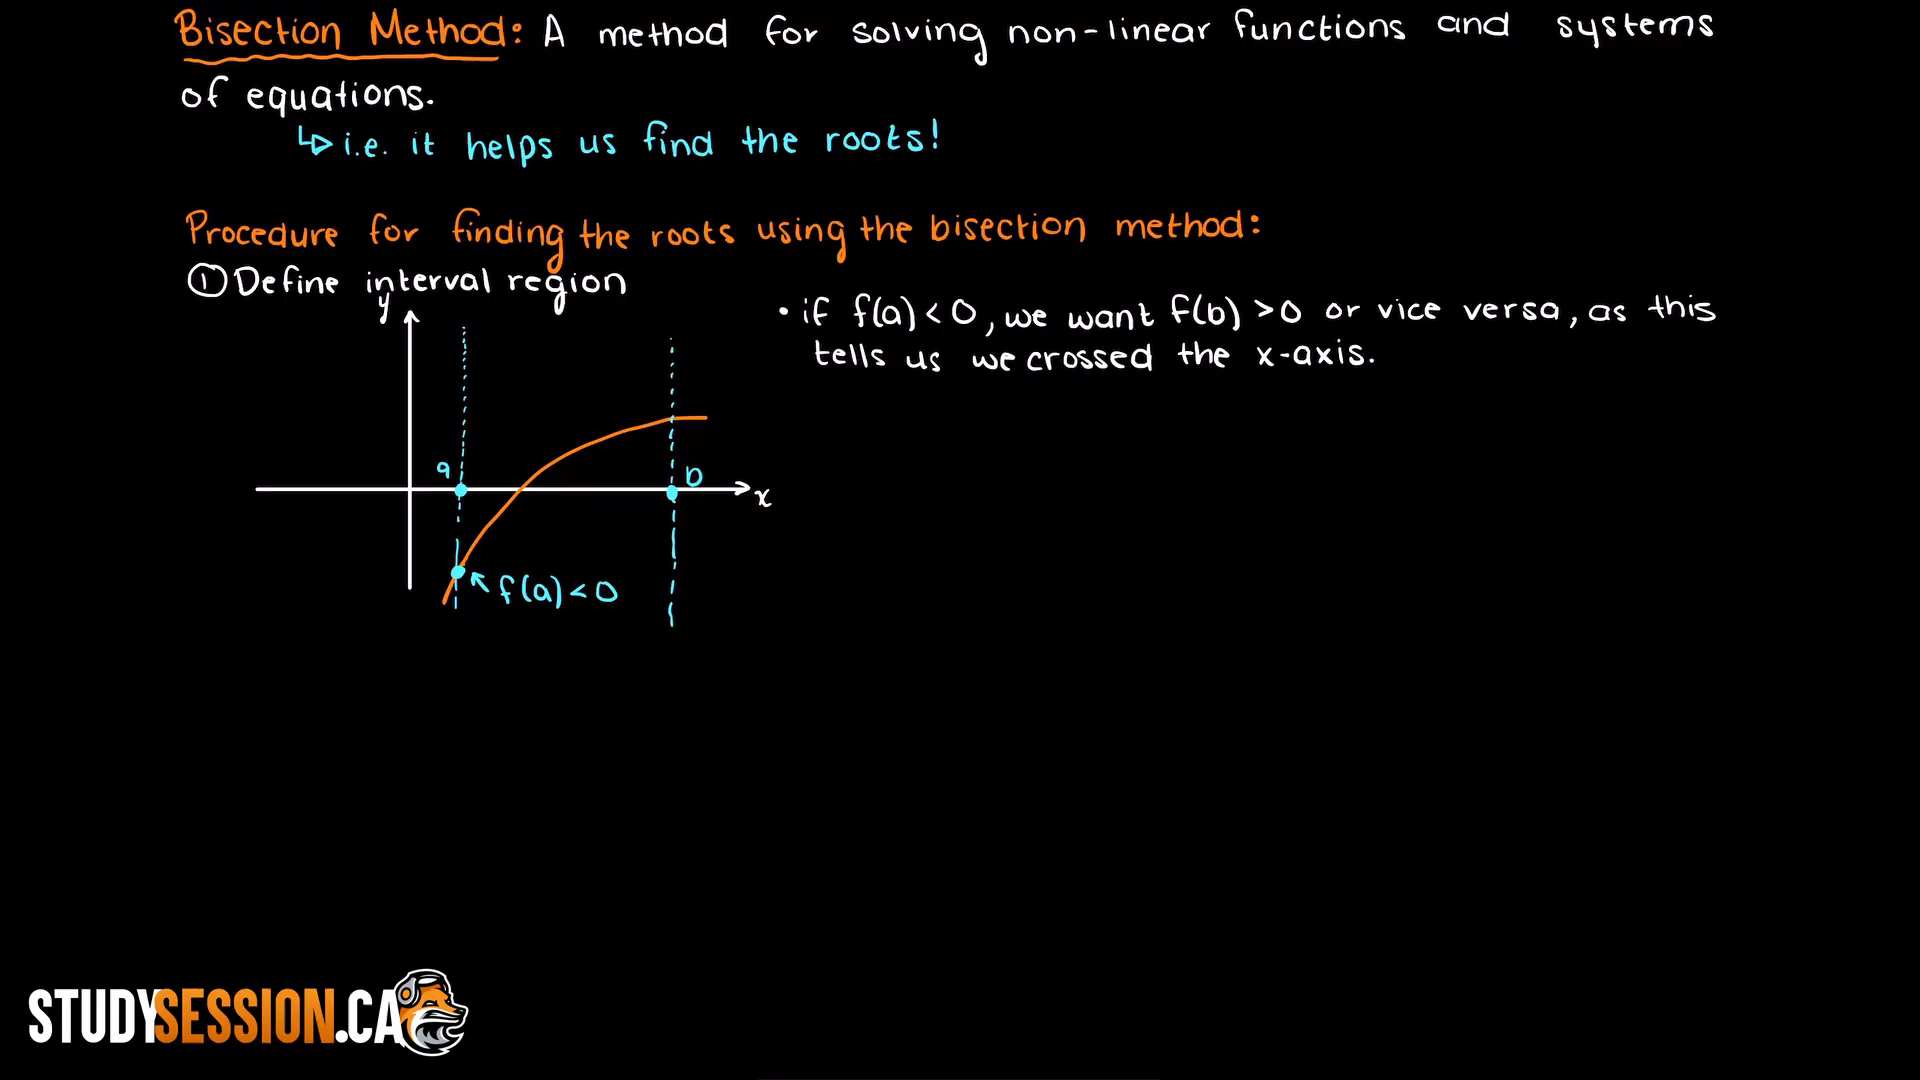 Bisection Method: A method for solving non-linear functions and systems
of equations.
i.e. it helps us find the roots!
Procedure for finding the roots using the bisection method:
① Define interval region
• if f(a) < 0, we want f(b) > 0 or vice versa, as this
tells us we crossed the x-axis.
y
a
b
x
f(a) < 0
STUDYSESSION.CA